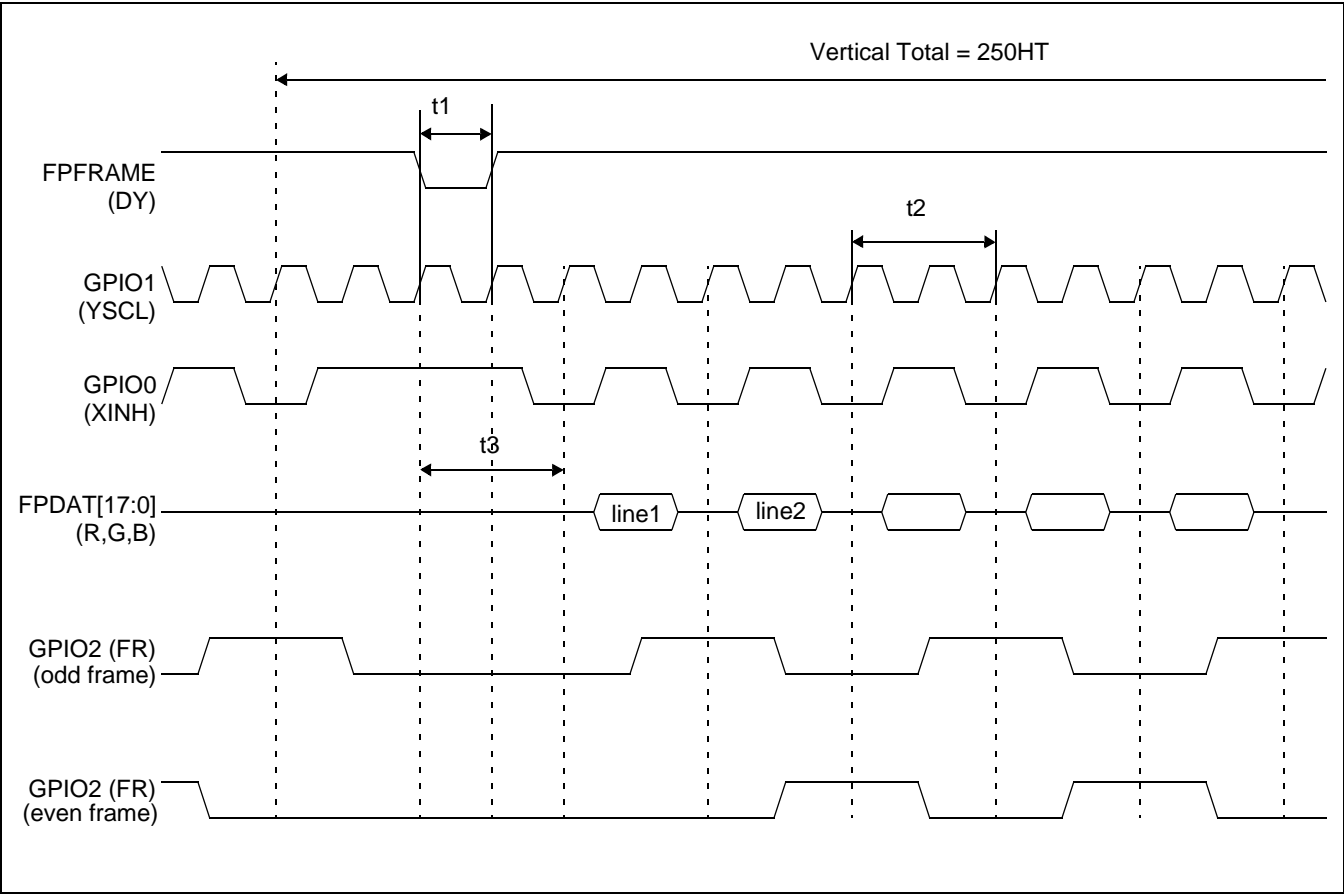 Vertical Total = 250HT
t1
FPFRAME
(DY)
t2
GPIO1
(YSCL)
GPIO0
(XINH)
t3
FPDAT[17:0]
(R,G,B)
line1
line2
GPIO2 (FR)
(odd frame)
GPIO2 (FR)
(even frame)